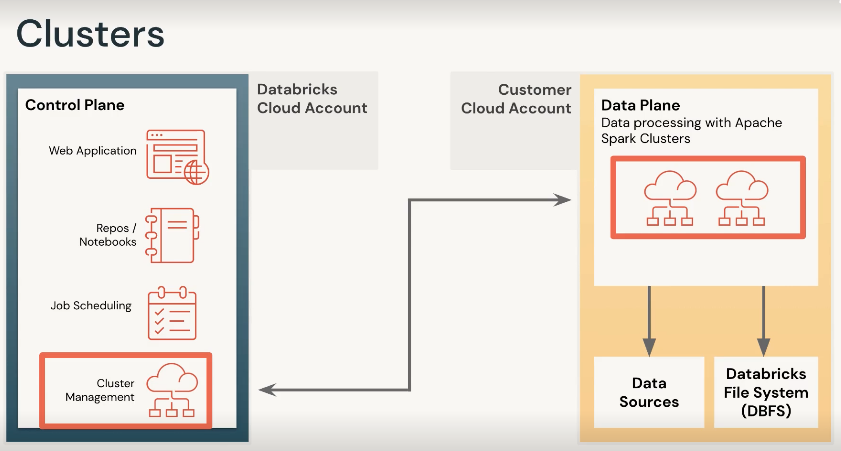 Clusters
Control Plane
Web Application
Repos /
Notebooks
Job Scheduling
Cluster
Management
Databricks
Cloud Account
Customer
Cloud Account
Data Plane
Data processing with Apache
Spark Clusters
Data
Sources
Databricks
File System
(DBFS)